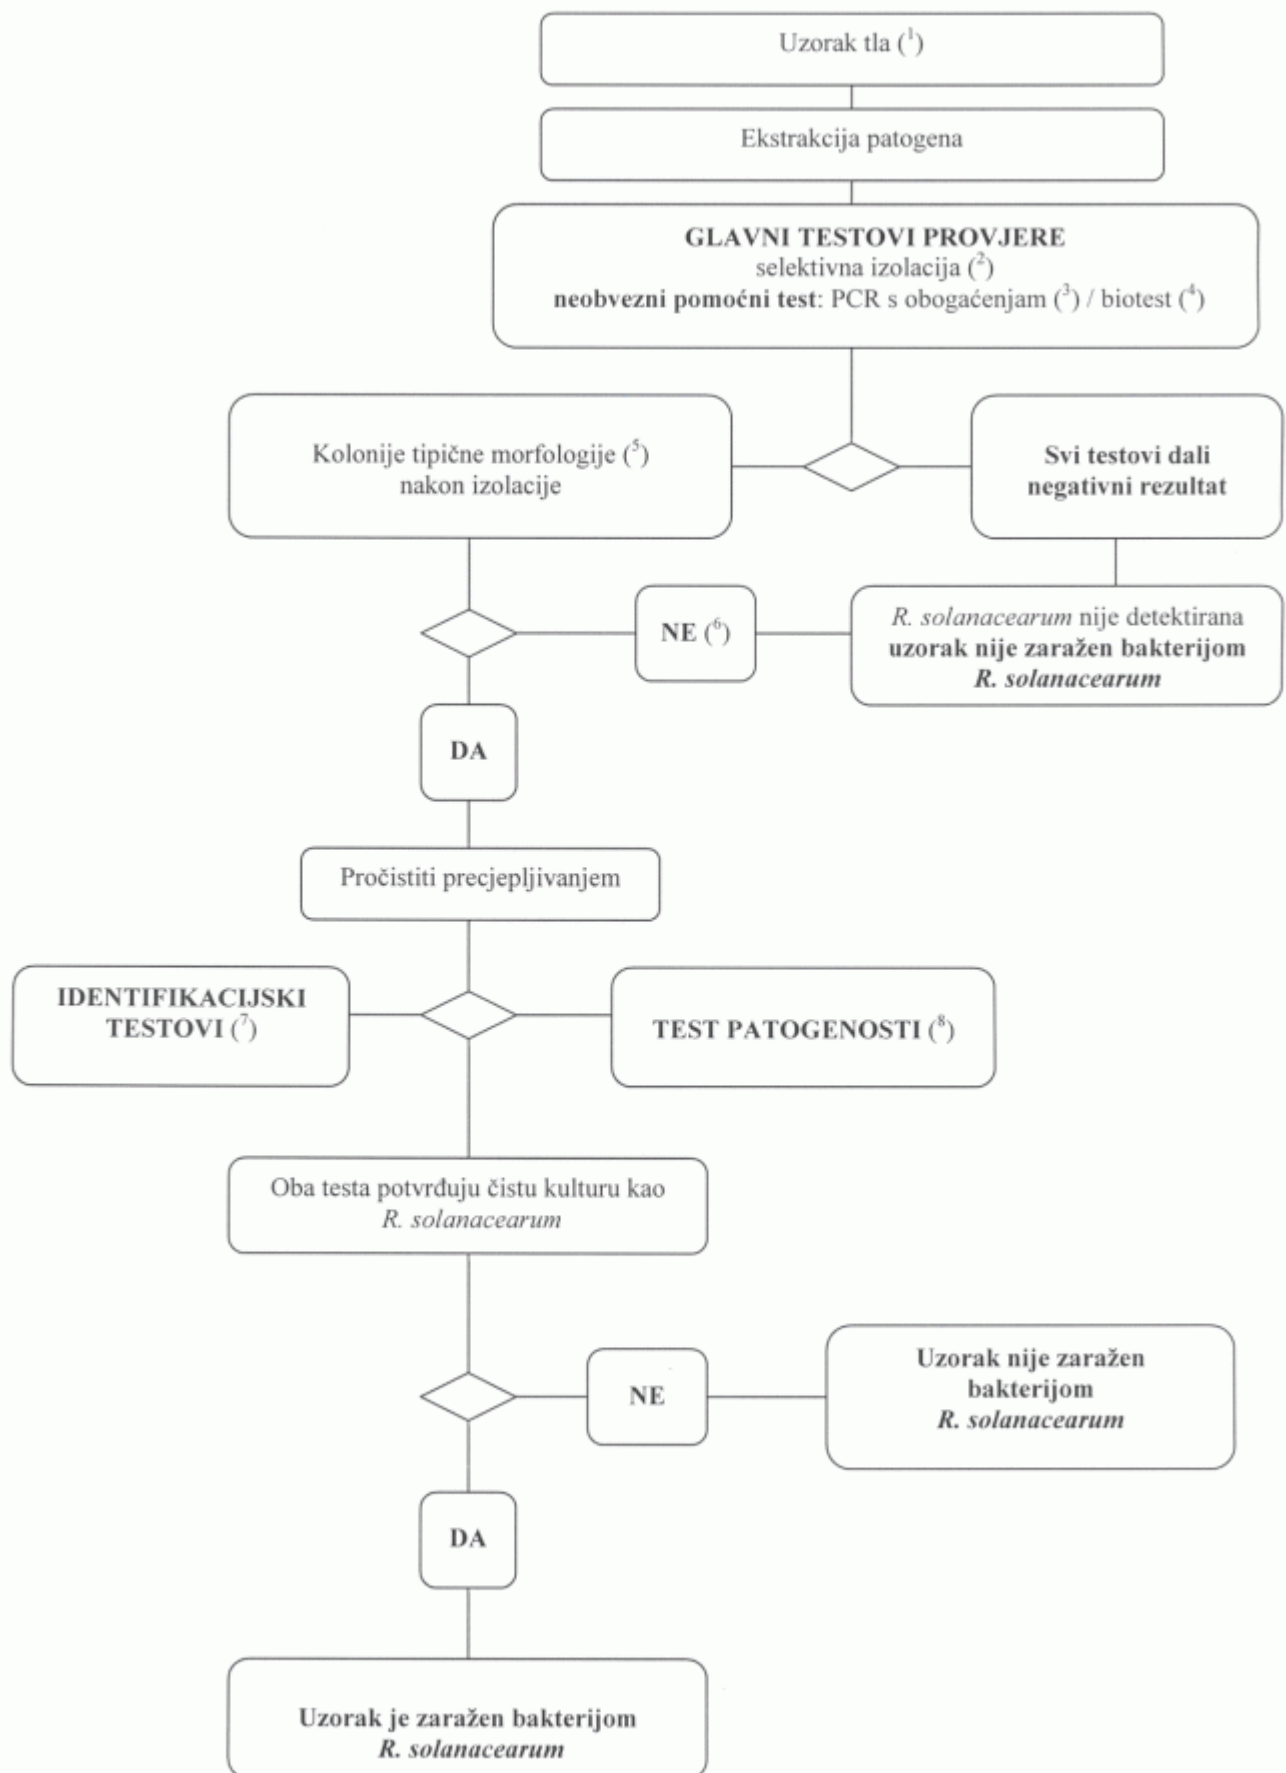 Uzorak tla (1)
Ekstrakcija patogena
GLAVNI TESTOVI PROVJERE
selektivna izolacija (2)
neobvezni pomoćni test: PCR s obogaćenjam (3) / biotest (4)
Kolonije tipične morfologije (5)
nakon izolacije
Svi testovi dali
negativni rezultat
NE (6)
R. solanacearum nije detektirana
uzorak nije zaražen bakterijom
R. solanacearum
DA
Pročistiti precjepljivanjem
IDENTIFIKACIJSKI
TESTOVI (7)
TEST PATOGENOSTI (8)
Oba testa potvrđuju čistu kulturu kao
R. solanacearum
NE
Uzorak nije zaražen
bakterijom
R. solanacearum
DA
Uzorak je zaražen bakterijom
R. solanacearum